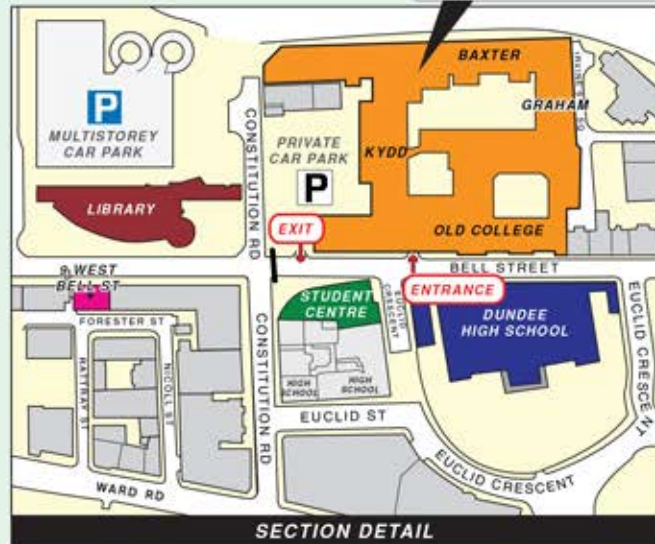 BAXTER
IRVINE'S SQ
GRAHAM
P
MULTISTOREY
CAR PARK
CONSTITUTION RD
PRIVATE
CAR PARK
P
KYDD
LIBRARY
EXIT
OLD COLLEGE
BELL STREET
ENTRANCE
WEST
BELL ST
STUDENT
CENTRE
EUCLID
CRESCENT
DUNDEE
HIGH SCHOOL
EUCLID CRESCENT
FORESTER ST
RATTRAY ST
NICOLL ST
CONSTITUTION RD
HIGH
SCHOOL
HIGH
SCHOOL
EUCLID ST
EUCLID CRESCENT
WARD RD
SECTION DETAIL